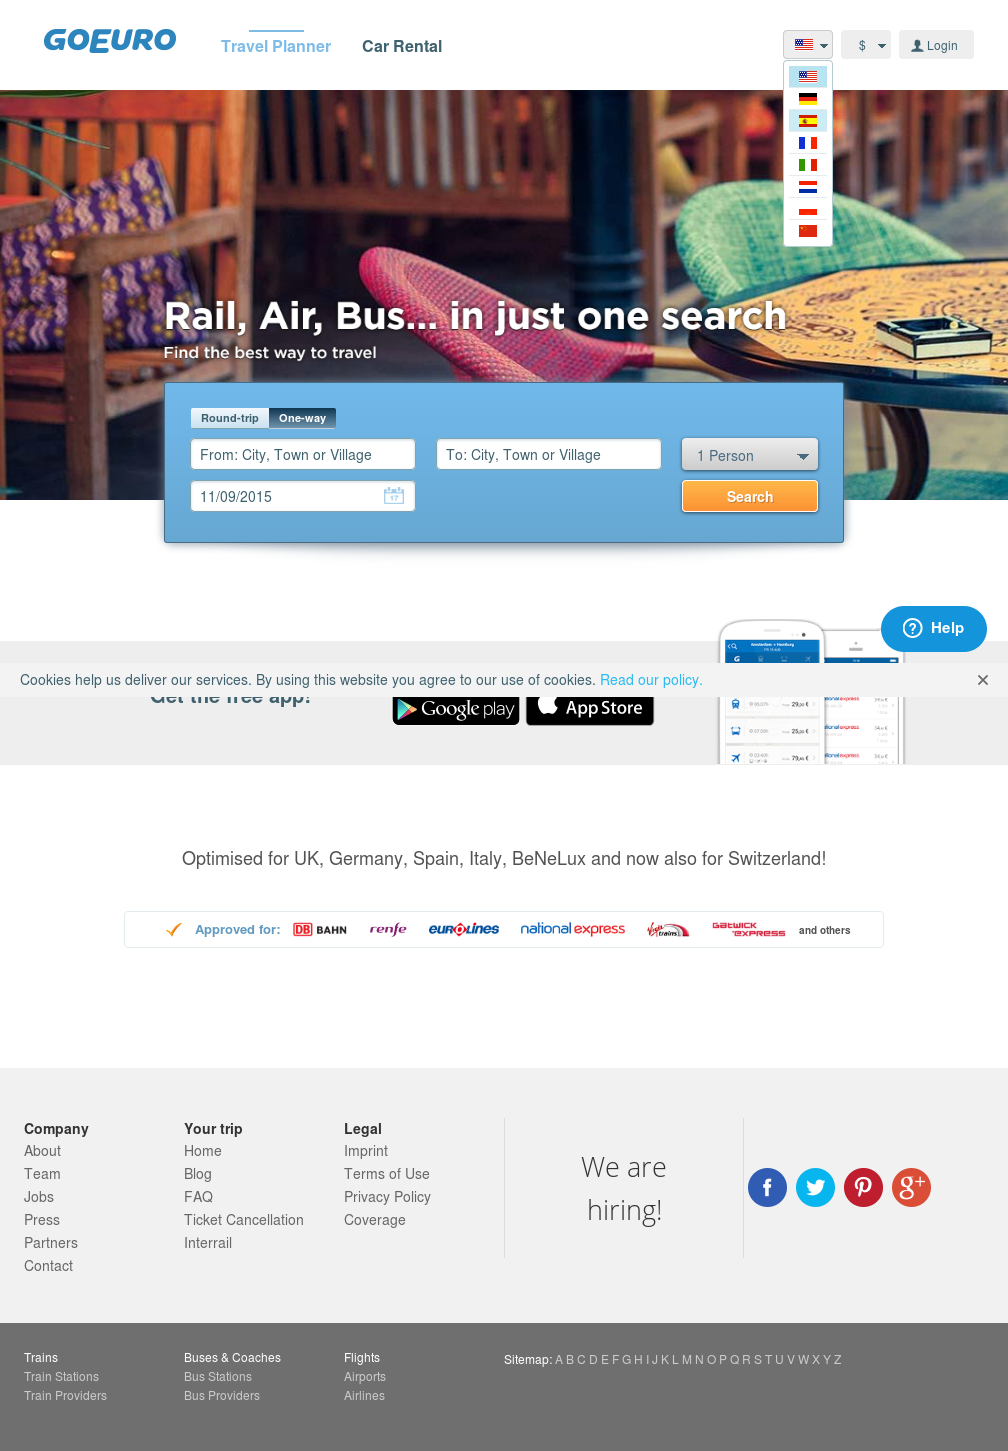 GOEURO
Travel Planner Car Rental
$ Login
Rail, Air, Bus... in just one search
Find the best way to travel
Round-trip One-way
From: City, Town or Village To: City, Town or Village 1 Person
11/09/2015 Search
Help
Cookies help us deliver our services. By using this website you agree to our use of cookies. Read our policy.
Get the free app!
Google play App Store
Optimised for UK, Germany, Spain, Italy, BeNeLux and now also for Switzerland!
Approved for: DB BAHN renfe eurolines national express Virgin trains GATWICK EXPRESS and others
Company Your trip Legal
About Home Imprint
Team Blog Terms of Use
Jobs FAQ Privacy Policy
Press Ticket Cancellation Coverage
Partners Interrail
Contact
We are
hiring!
Trains Buses & Coaches Flights Sitemap: A B C D E F G H I J K L M N O P Q R S T U V W X Y Z
Train Stations Bus Stations Airports
Train Providers Bus Providers Airlines